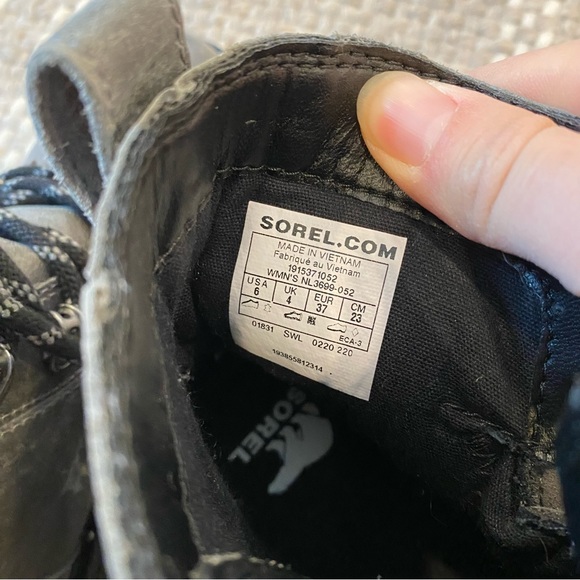 SOREL.COM
MADE IN VIETNAM
Fabriqué au Vietnam
1915371052
WMN'S NL3699-052
USA UK EUR CM
6 4 37 23
ECA-3
01831 SWL 0220 220
193855812314
SOREL